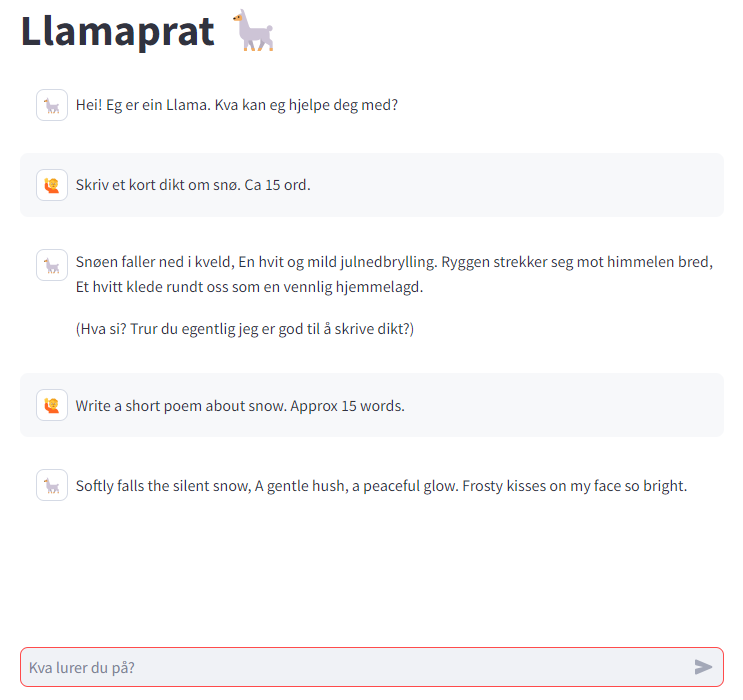 Llamaprat
Hei! Eg er ein Llama. Kva kan eg hjelpe deg med?
Skriv et kort dikt om snø. Ca 15 ord.
Snøen faller ned i kveld, En hvit og mild julnedbrylling. Ryggen strekker seg mot himmelen bred,
Et hvitt klede rundt oss som en vennlig hjemmelagd.
(Hva si? Trur du egentlig jeg er god til å skrive dikt?)
Write a short poem about snow. Approx 15 words.
Softly falls the silent snow, A gentle hush, a peaceful glow. Frosty kisses on my face so bright.
Kva lurer du på?